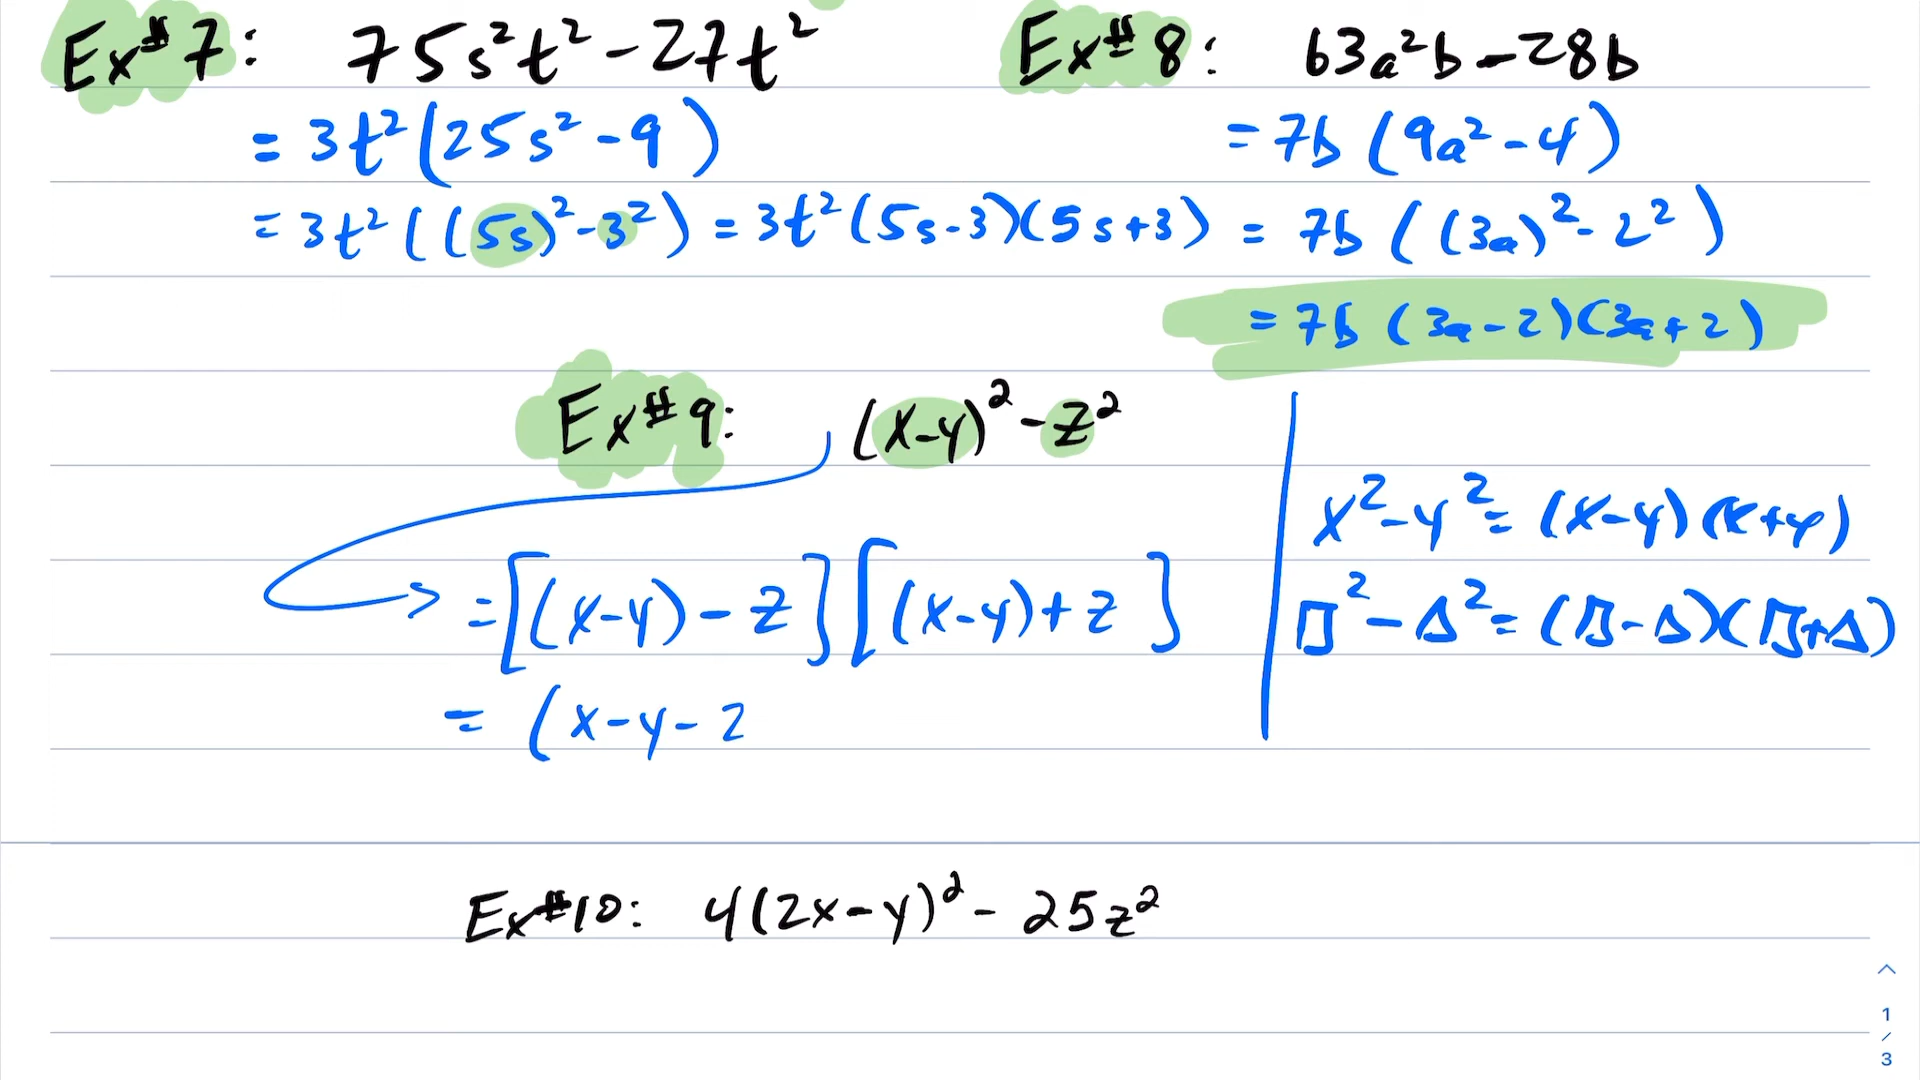 Ex#7: 75s²t² - 27t²
= 3t²(25s² - 9)
= 3t²((5s)² - 3²) = 3t²(5s-3)(5s+3)
Ex#8: 63a²b - 28b
= 7b(9a² - 4)
= 7b((3a)² - 2²)
= 7b(3a-2)(3a+2)
Ex#9: (x-y)² - z²
= [(x-y) - z][(x-y) + z]
= (x-y-z
x² - y² = (x-y)(x+y)
□² - Δ² = (□-Δ)(□+Δ)
Ex#10: 4(2x-y)² - 25z²
1
/
3